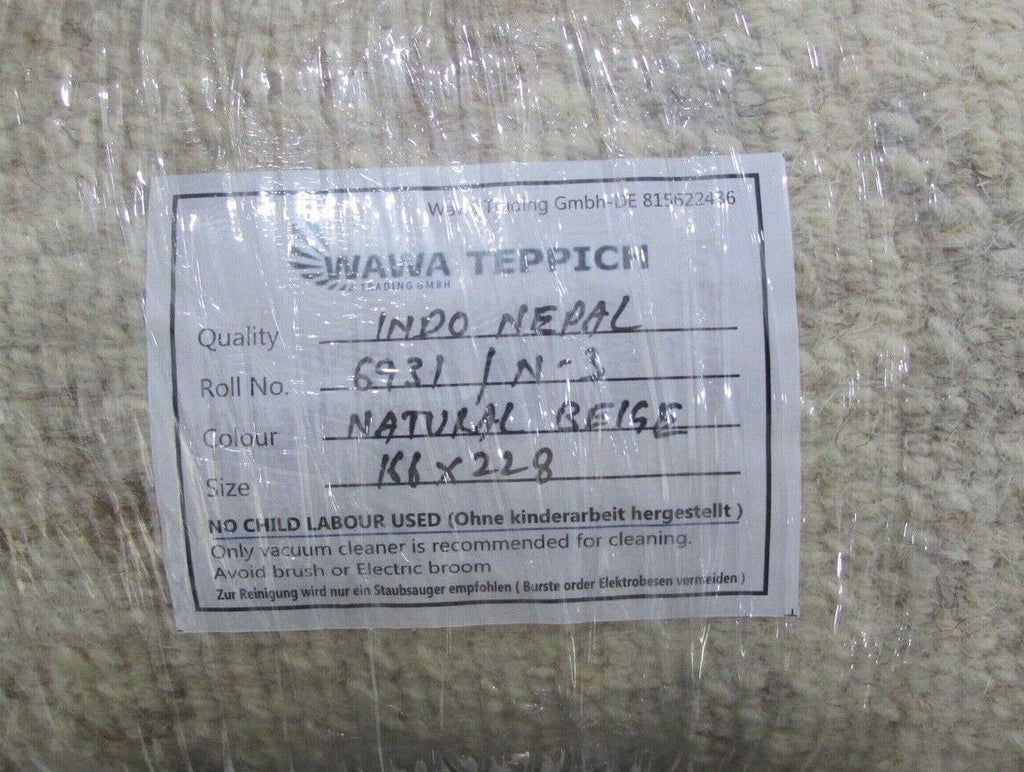 Wawa Trading Gmbh-DE 815622436
WAWA TEPPICH
TRADING GMBH
Quality INDO NEPAL
Roll No. 6931 / N-3
Colour NATURAL BEIGE
Size 166 x 228
NO CHILD LABOUR USED (Ohne kinderarbeit hergestellt )
Only vacuum cleaner is recommended for cleaning.
Avoid brush or Electric broom
Zur Reinigung wird nur ein Staubsauger empfohlen ( Burste order Elektrobesen vermeiden )